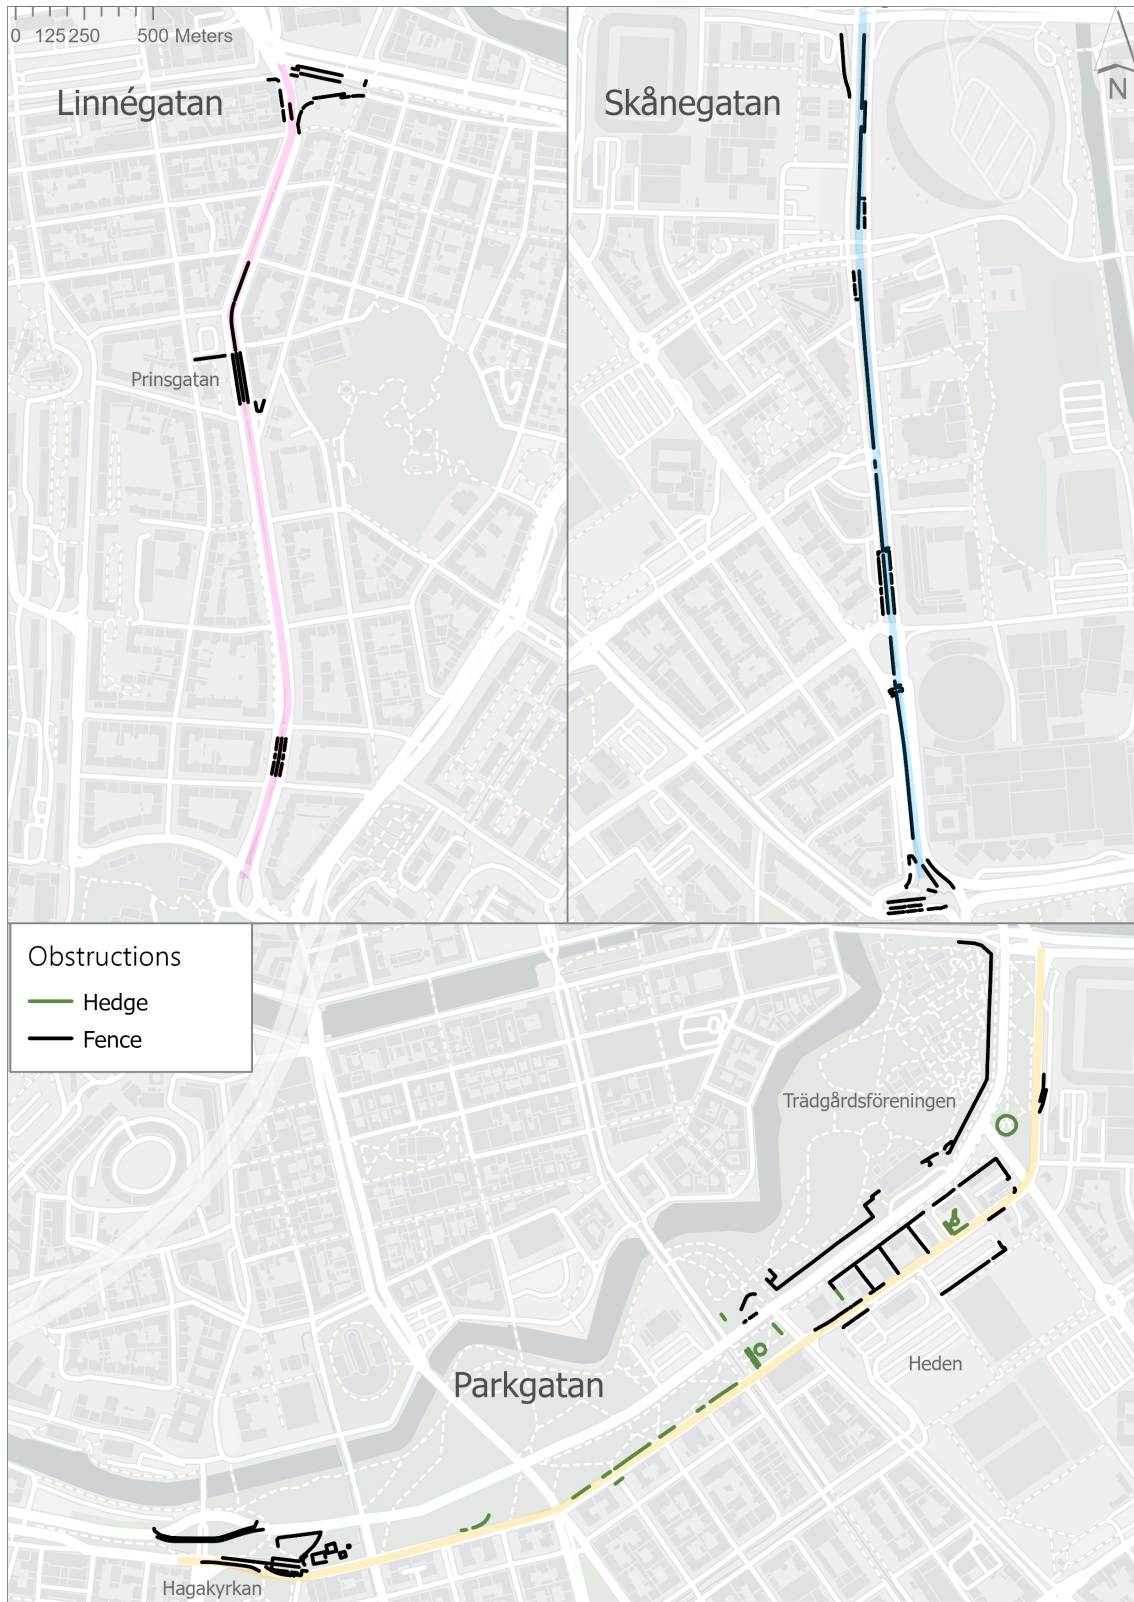 0 125 250 500 Meters
Linnégatan
Skånegatan
N
Prinsgatan
Obstructions
Hedge
Fence
Trädgårdsföreningen
Heden
Parkgatan
Hagakyrkan